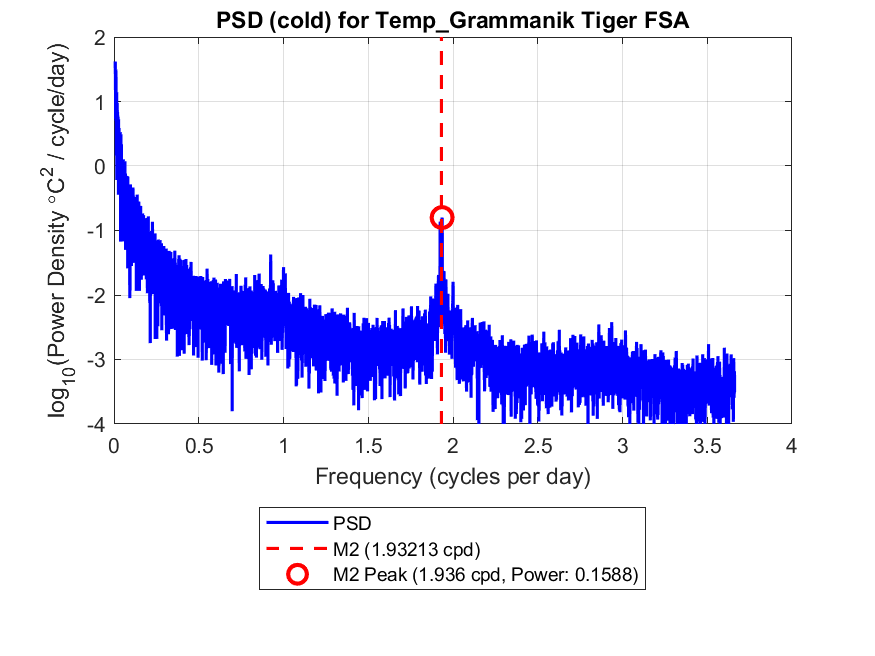 PSD (cold) for Temp_Grammanik Tiger FSA
log10(Power Density °C2 / cycle/day)
2
1
0
-1
-2
-3
-4
0 0.5 1 1.5 2 2.5 3 3.5 4
Frequency (cycles per day)
PSD
M2 (1.93213 cpd)
M2 Peak (1.936 cpd, Power: 0.1588)